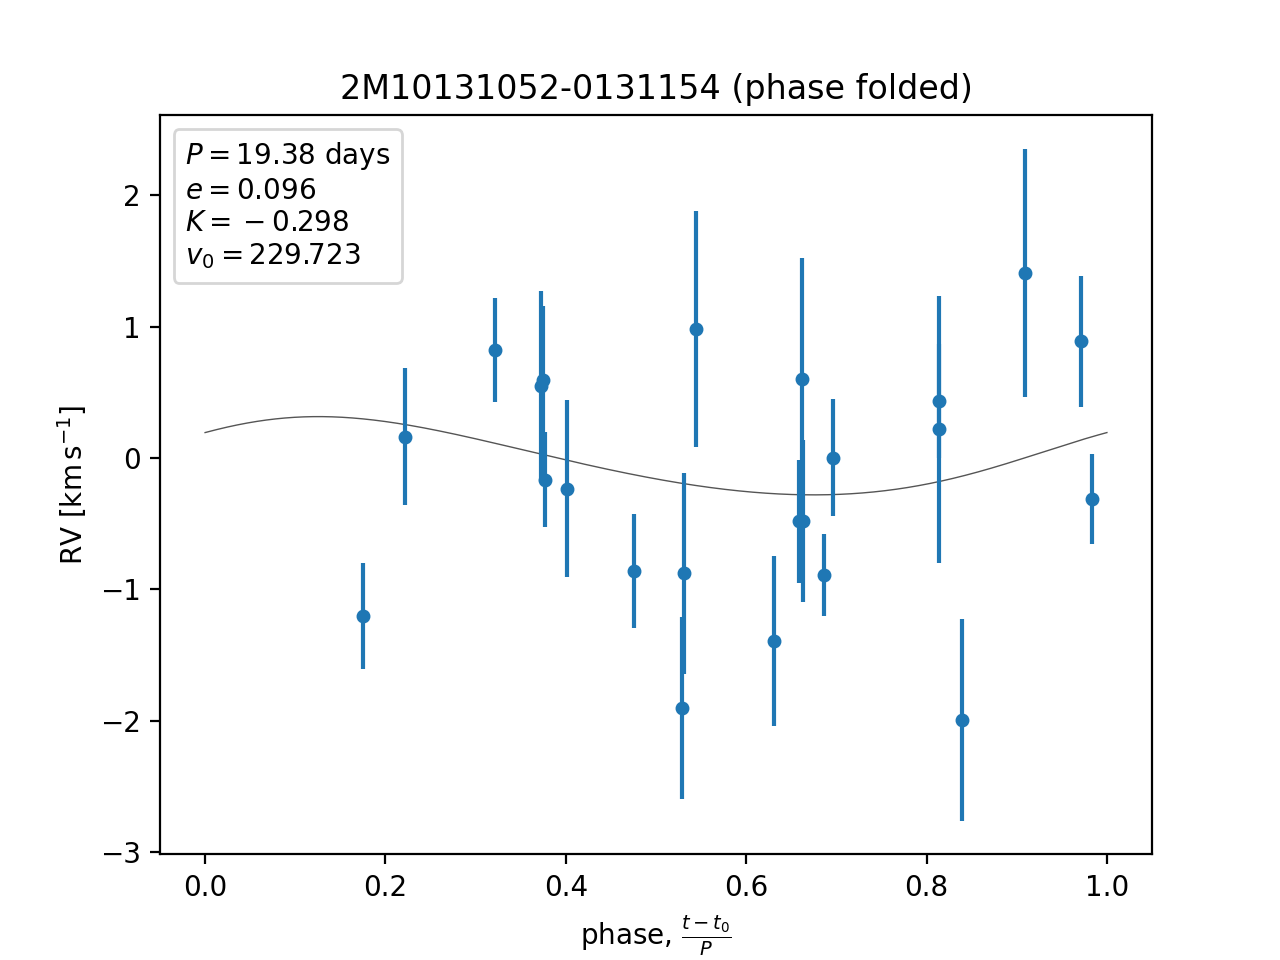 2M10131052-0131154 (phase folded)
P = 19.38 days
e = 0.096
K = −0.298
v₀ = 229.723
2
1
0
−1
−2
−3
RV [km s⁻¹]
0.0 0.2 0.4 0.6 0.8 1.0
phase, (t − t₀)/P